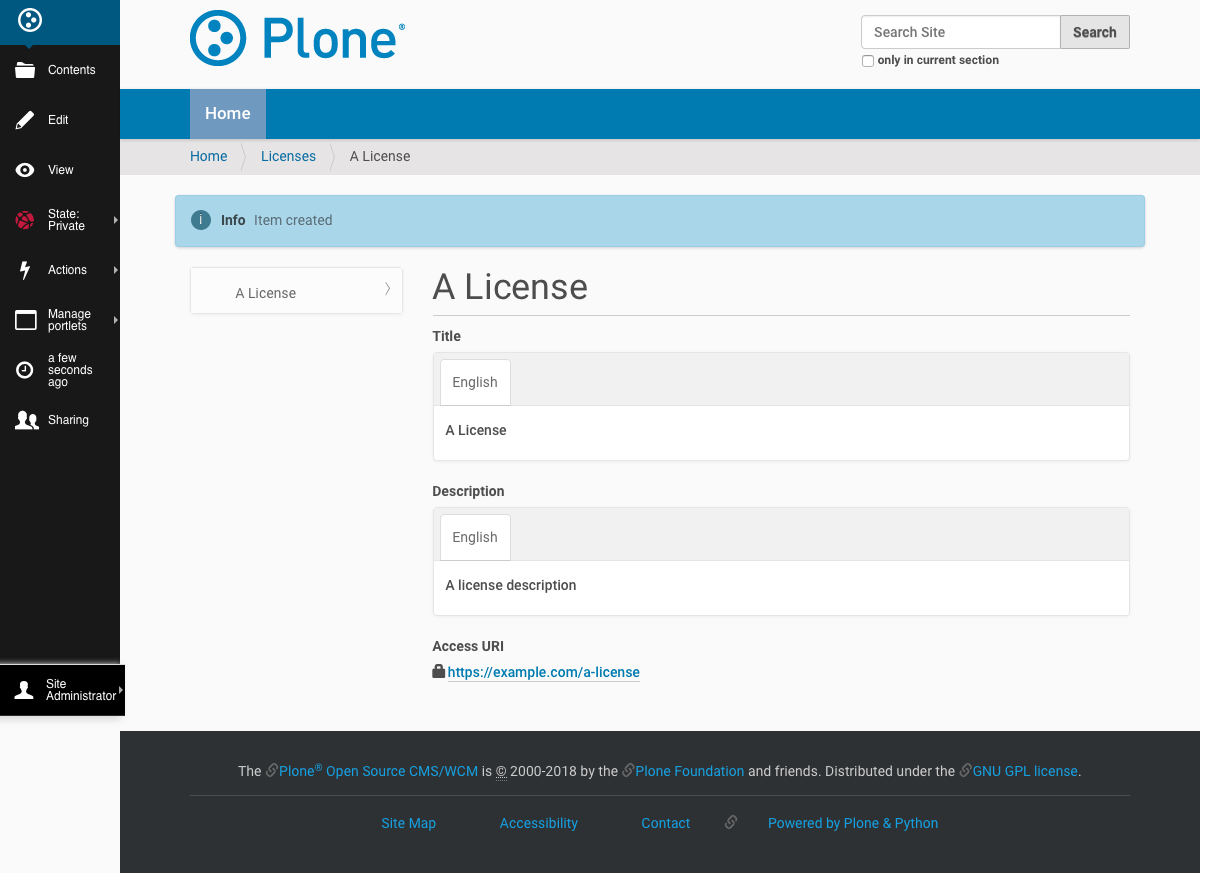 Plone®
Search Site
Search
only in current section
Contents
Edit
View
State:
Private
Actions
Manage
portlets
a few
seconds
ago
Sharing
Site
Administrator
Home
Home
Licenses
A License
i
Info Item created
A License
A License
Title
English
A License
Description
English
A license description
Access URI
https://example.com/a-license
The Plone® Open Source CMS/WCM is © 2000-2018 by the Plone Foundation and friends. Distributed under the GNU GPL license.
Site Map
Accessibility
Contact
Powered by Plone & Python